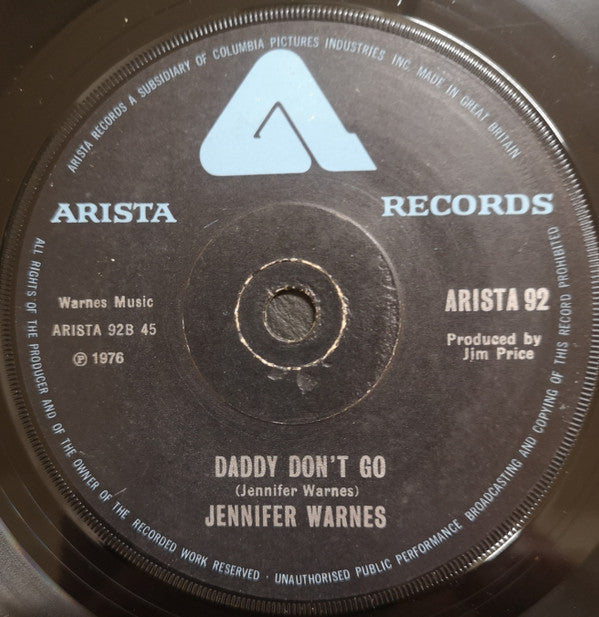 ARISTA RECORDS A SUBSIDIARY OF COLUMBIA PICTURES INDUSTRIES INC. MADE IN GREAT BRITAIN
ARISTA RECORDS
Warnes Music
ARISTA 92B 45
℗ 1976
ARISTA 92
Produced by
Jim Price
DADDY DON'T GO
(Jennifer Warnes)
JENNIFER WARNES
ALL RIGHTS OF THE PRODUCER AND OF THE OWNER OF THE RECORDED WORK RESERVED · UNAUTHORISED PUBLIC PERFORMANCE BROADCASTING AND COPYING OF THIS RECORD PROHIBITED